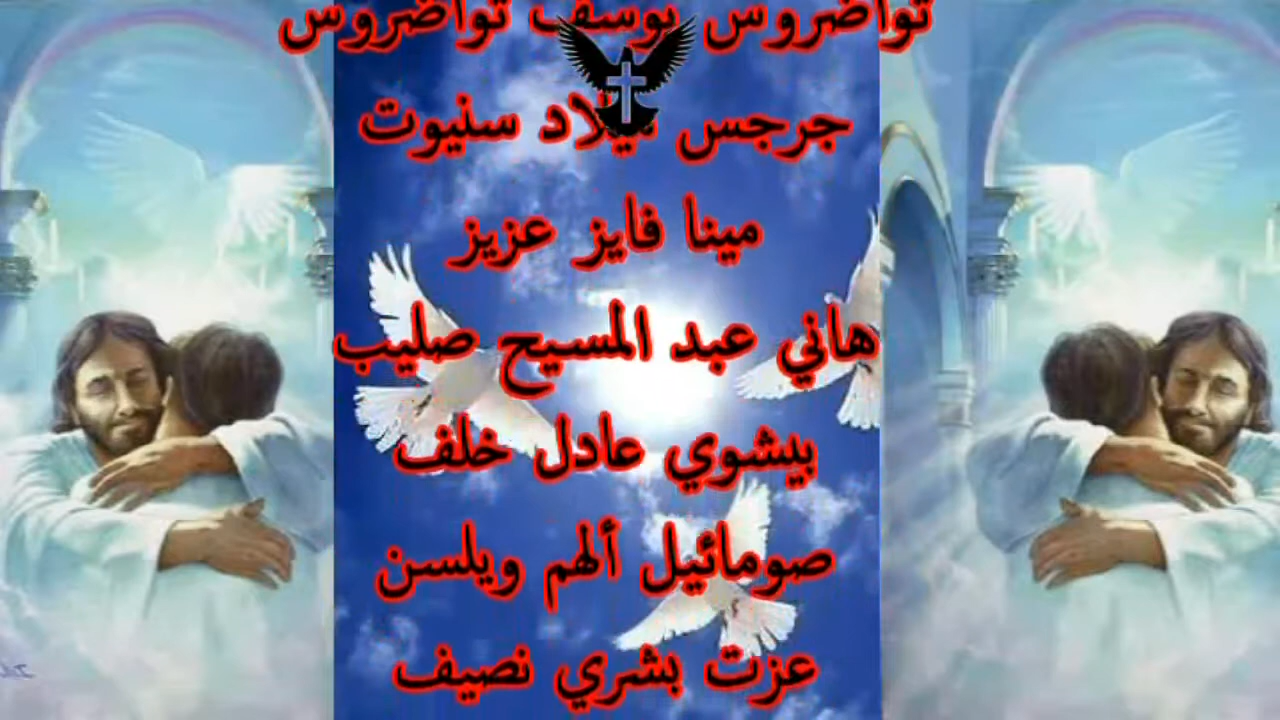 تواضروس يوسف تواضروس
جرجس ميلاد سنيوت
مينا فايز عزيز
هاني عبد المسيح صليب
بيشوي عادل خلف
صومائيل ألهم ويلسن
عزت بشري نصيف